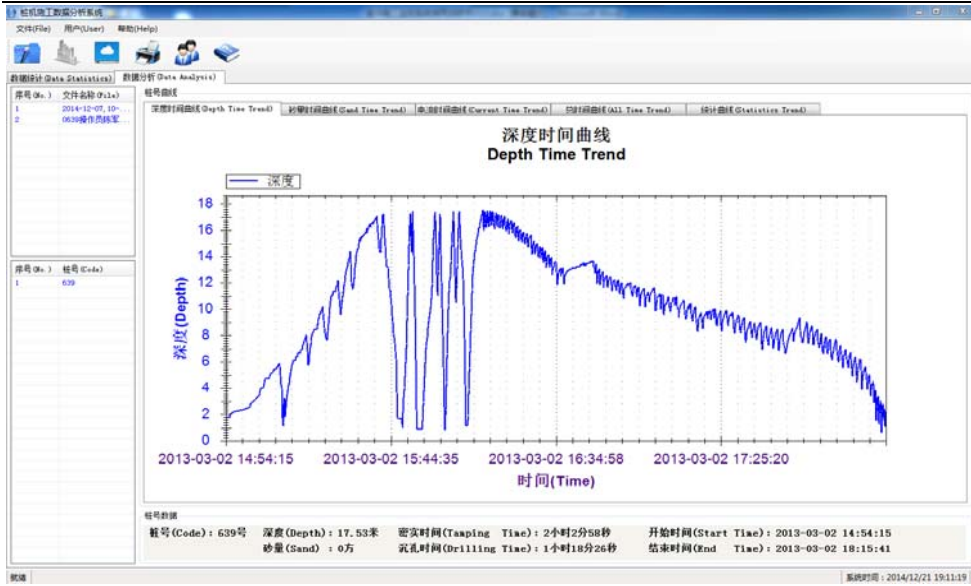 桩机施工数据分析系统
文件(File) 用户(User) 帮助(Help)
数据统计(Data Statistics) 数据分析(Data Analysis)
序号(No.) 文件名称(File)
1 2014-12-07,10-...
2 0639操作员陈军...
序号(No.) 桩号(Code)
1 639
桩号曲线
深度时间曲线(Depth Time Trend) 砂量时间曲线(Sand Time Trend) 电流时间曲线(Current Time Trend) 总时间曲线(All Time Trend) 统计曲线(Statistics Trend)
深度时间曲线
Depth Time Trend
深度
18
16
14
12
10
8
6
4
2
0
深度(Depth)
2013-03-02 14:54:15 2013-03-02 15:44:35 2013-03-02 16:34:58 2013-03-02 17:25:20
时间(Time)
桩号数据
桩号(Code):639号 深度(Depth):17.53米 密实时间(Tamping Time):2小时2分58秒 开始时间(Start Time):2013-03-02 14:54:15
砂量(Sand) :0方 沉孔时间(Drilling Time):1小时18分26秒 结束时间(End Time):2013-03-02 18:15:41
就绪 系统时间:2014/12/21 19:11:19